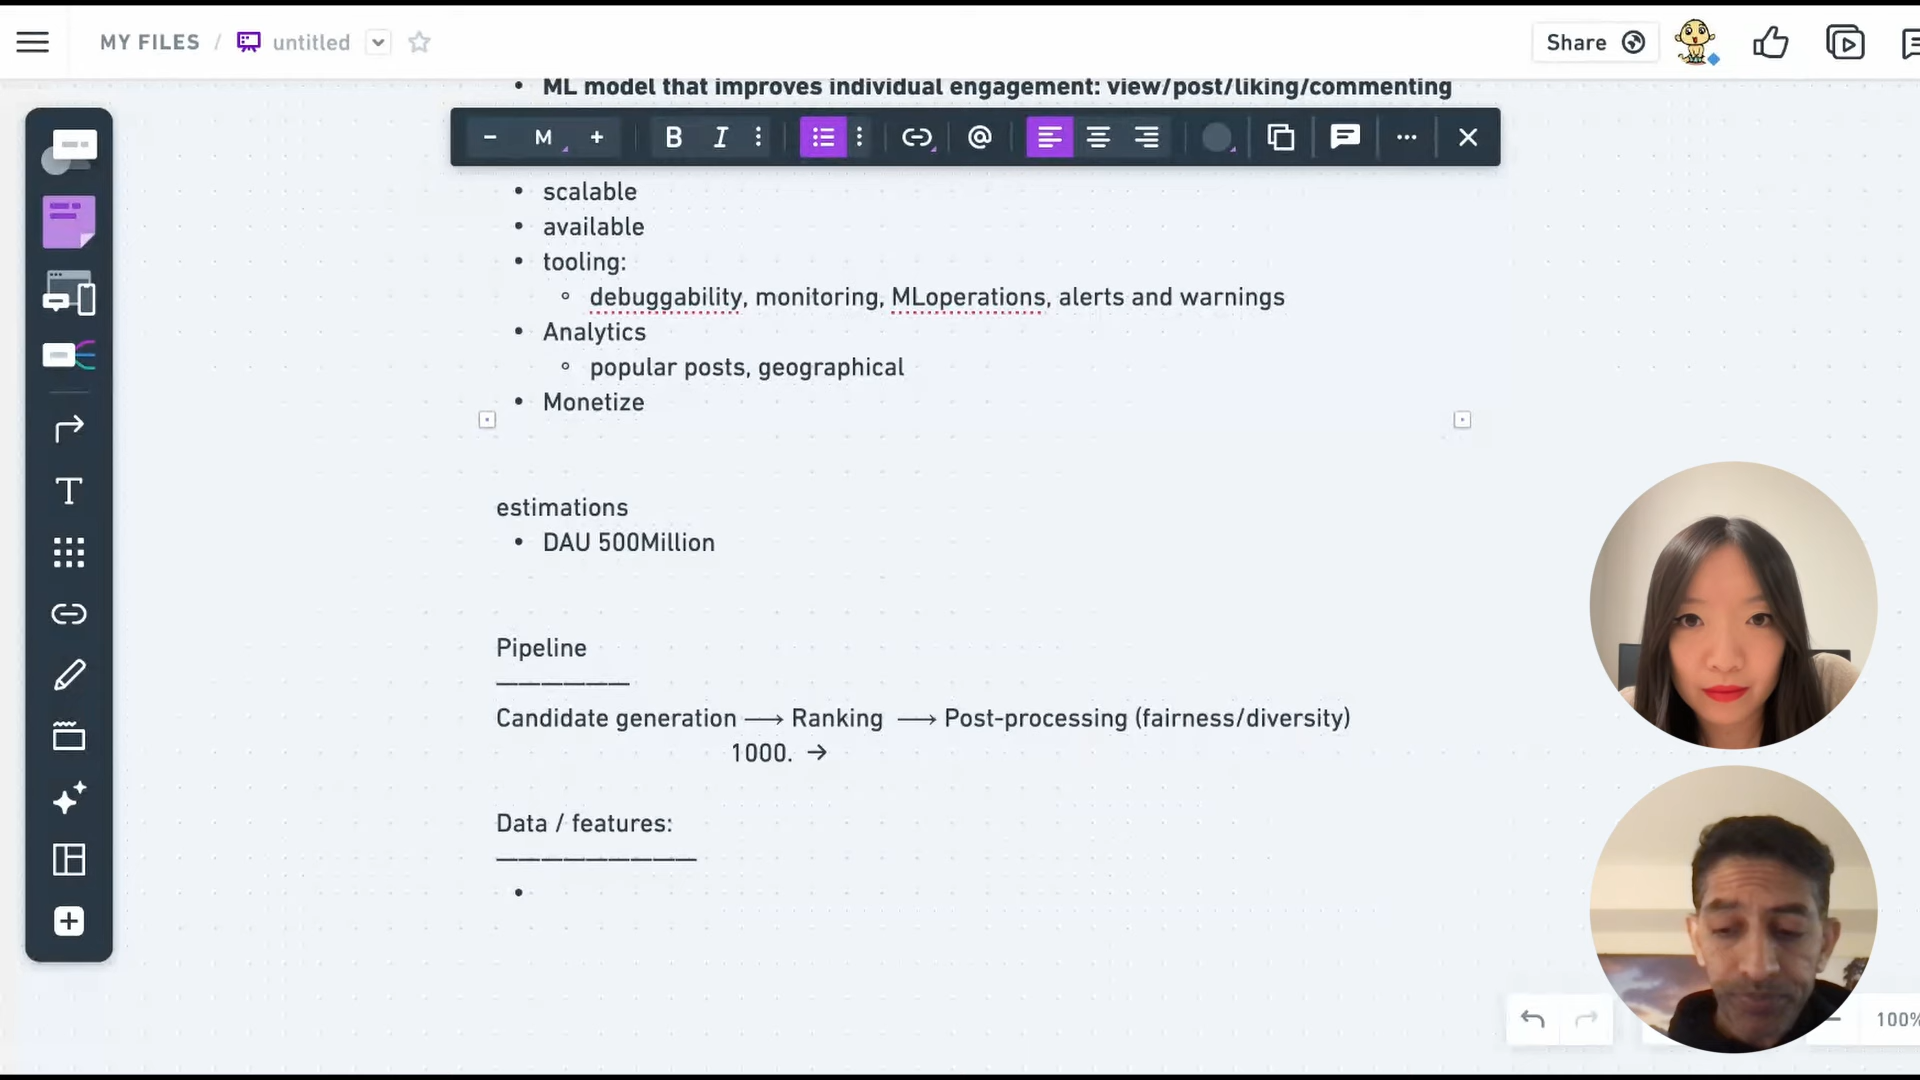 MY FILES / untitled
Share
• ML model that improves individual engagement: view/post/liking/commenting
− M + B I @
• scalable
• available
• tooling:
◦ debuggability, monitoring, MLoperations, alerts and warnings
• Analytics
◦ popular posts, geographical
• Monetize
estimations
• DAU 500Million
Pipeline
——————
Candidate generation ⟶ Ranking ⟶ Post-processing (fairness/diversity)
1000. →
Data / features:
—————————
•
T
100%